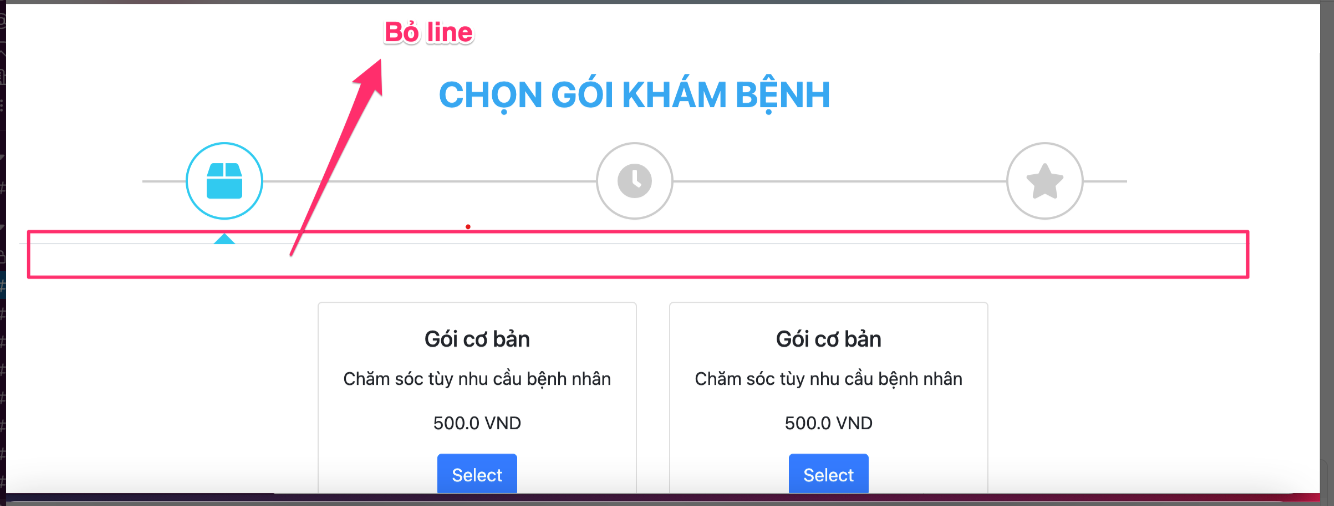 Bỏ line
CHỌN GÓI KHÁM BỆNH
Gói cơ bản
Chăm sóc tùy nhu cầu bệnh nhân
500.0 VND
Select
Gói cơ bản
Chăm sóc tùy nhu cầu bệnh nhân
500.0 VND
Select